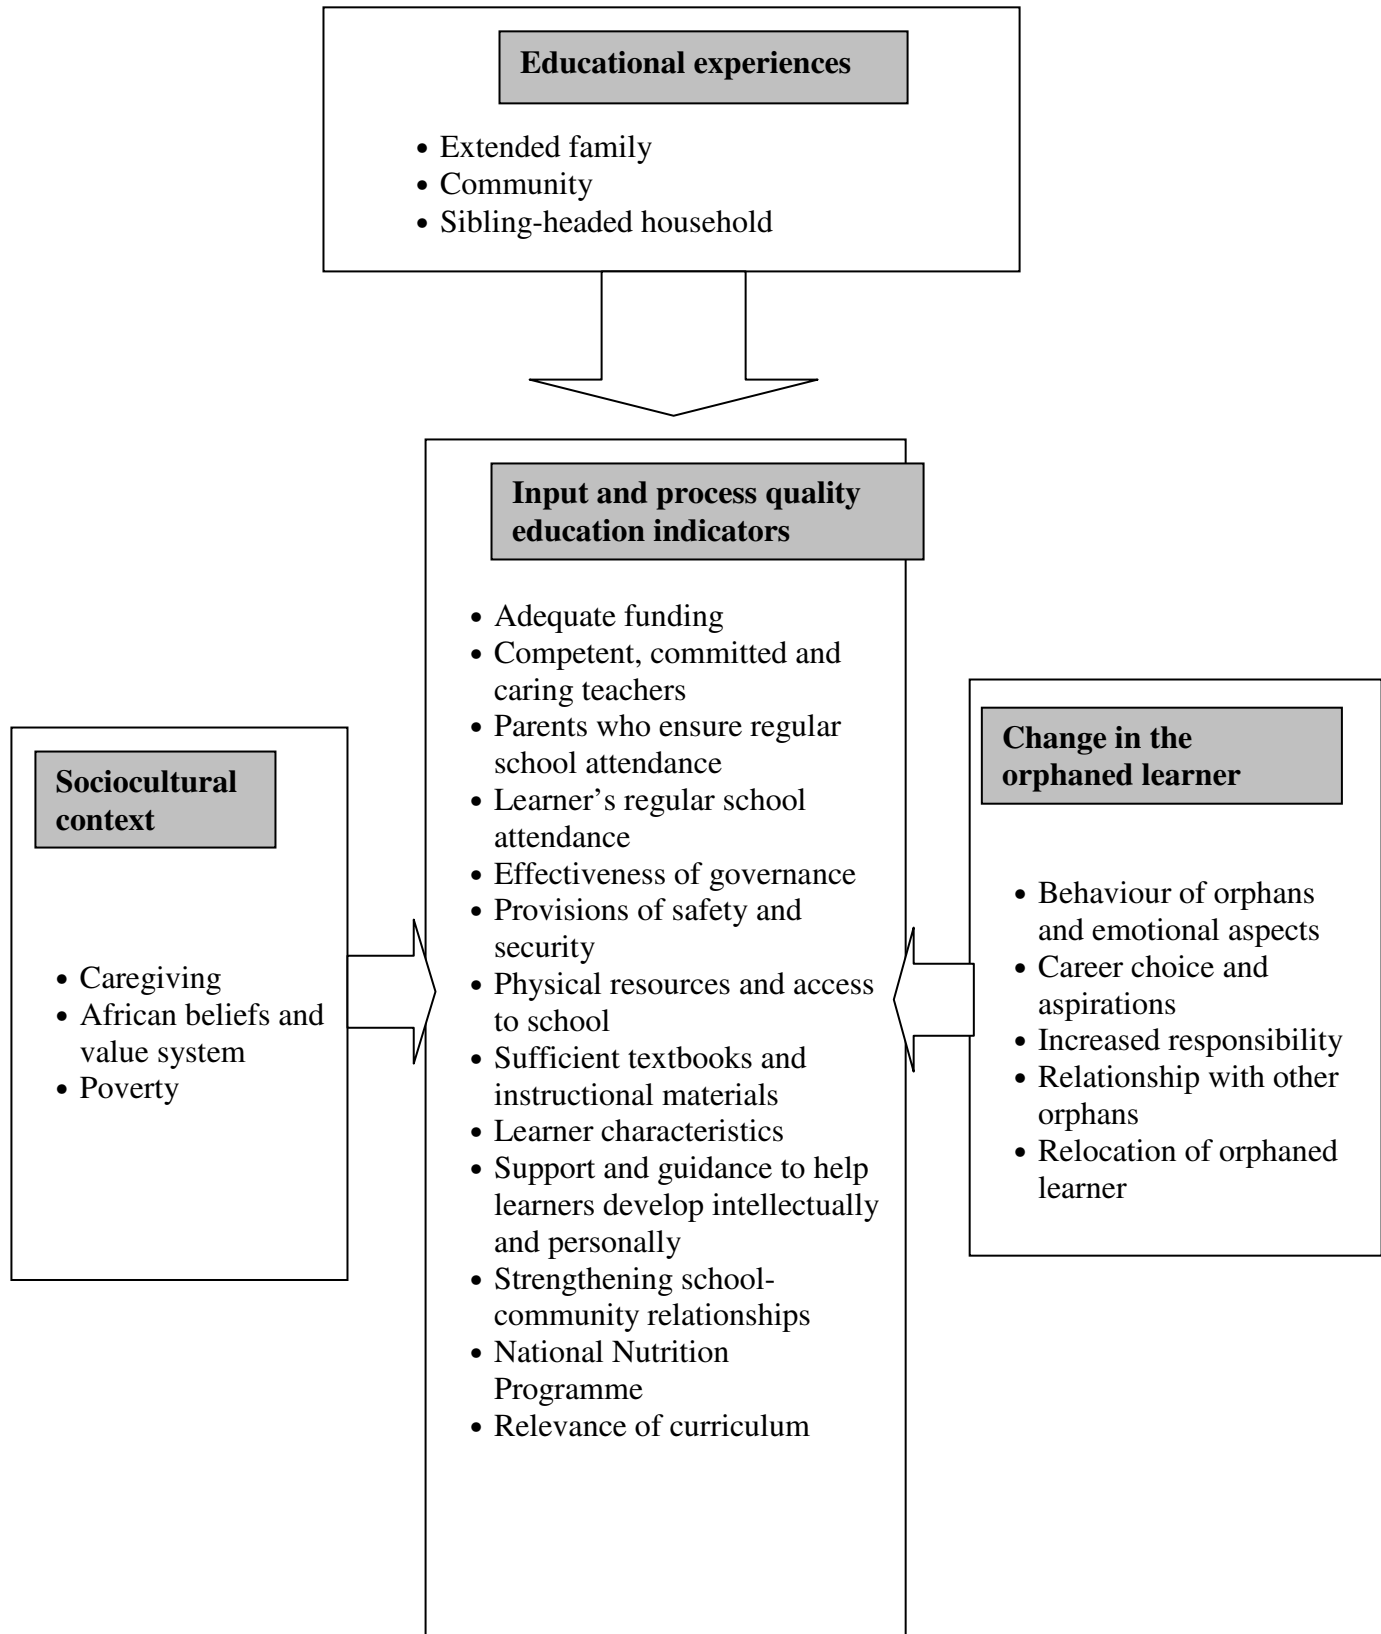 Educational experiences
• Extended family
• Community
• Sibling-headed household
Input and process quality
education indicators
• Adequate funding
• Competent, committed and
caring teachers
• Parents who ensure regular
school attendance
• Learner’s regular school
attendance
• Effectiveness of governance
• Provisions of safety and
security
• Physical resources and access
to school
• Sufficient textbooks and
instructional materials
• Learner characteristics
• Support and guidance to help
learners develop intellectually
and personally
• Strengthening school-
community relationships
• National Nutrition
Programme
• Relevance of curriculum
Sociocultural
context
• Caregiving
• African beliefs and
value system
• Poverty
Change in the
orphaned learner
• Behaviour of orphans
and emotional aspects
• Career choice and
aspirations
• Increased responsibility
• Relationship with other
orphans
• Relocation of orphaned
learner